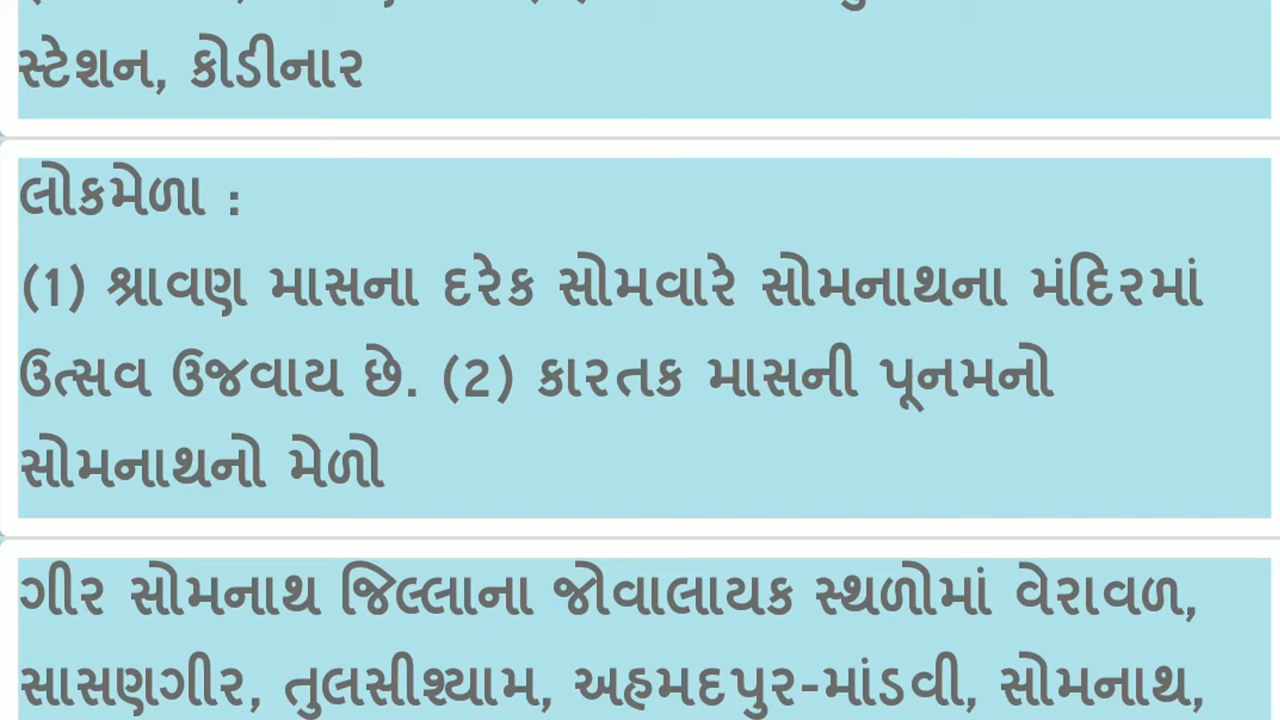 સ્ટેશન, કોડીનાર
લોકમેળા :
(1) શ્રાવણ માસના દરેક સોમવારે સોમનાથના મંદિરમાં
ઉત્સવ ઉજવાય છે. (2) કારતક માસની પૂનમનો
સોમનાથનો મેળો
ગીર સોમનાથ જિલ્લાના જોવાલાયક સ્થળોમાં વેરાવળ,
સાસણગીર, તુલસીશ્યામ, અહમદપુર-માંડવી, સોમનાથ,